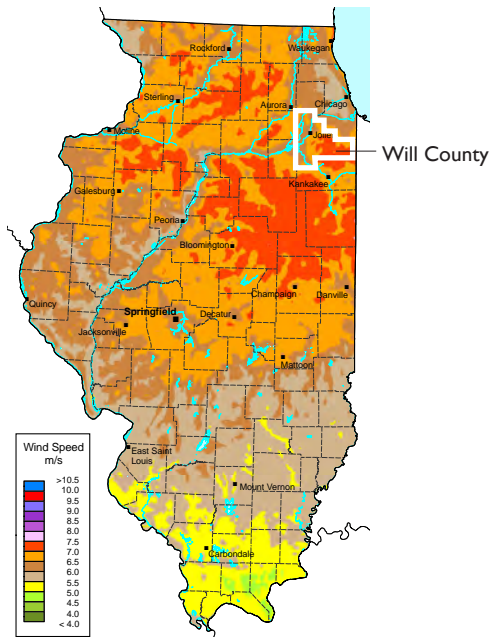 Rockford
Waukegan
Sterling
Aurora
Chicago
Moline
Joliet
Will County
Kankakee
Galesburg
Peoria
Bloomington
Quincy
Springfield
Decatur
Champaign
Danville
Jacksonville
Mattoon
East Saint
Louis
Mount Vernon
Carbondale
Wind Speed
m/s
>10.5
10.0
9.5
9.0
8.5
8.0
7.5
7.0
6.5
6.0
5.5
5.0
4.5
4.0
< 4.0